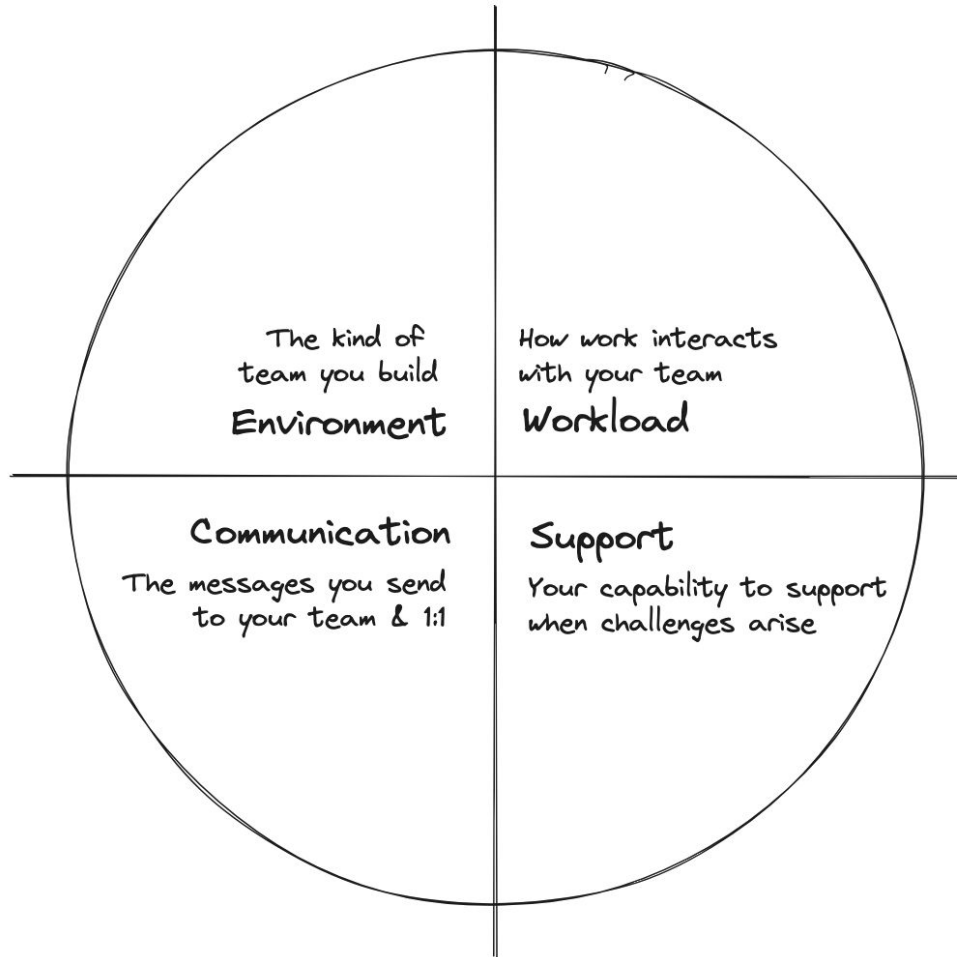 The kind of
team you build
Environment
How work interacts
with your team
Workload
Communication
The messages you send
to your team & 1:1
Support
Your capability to support
when challenges arise